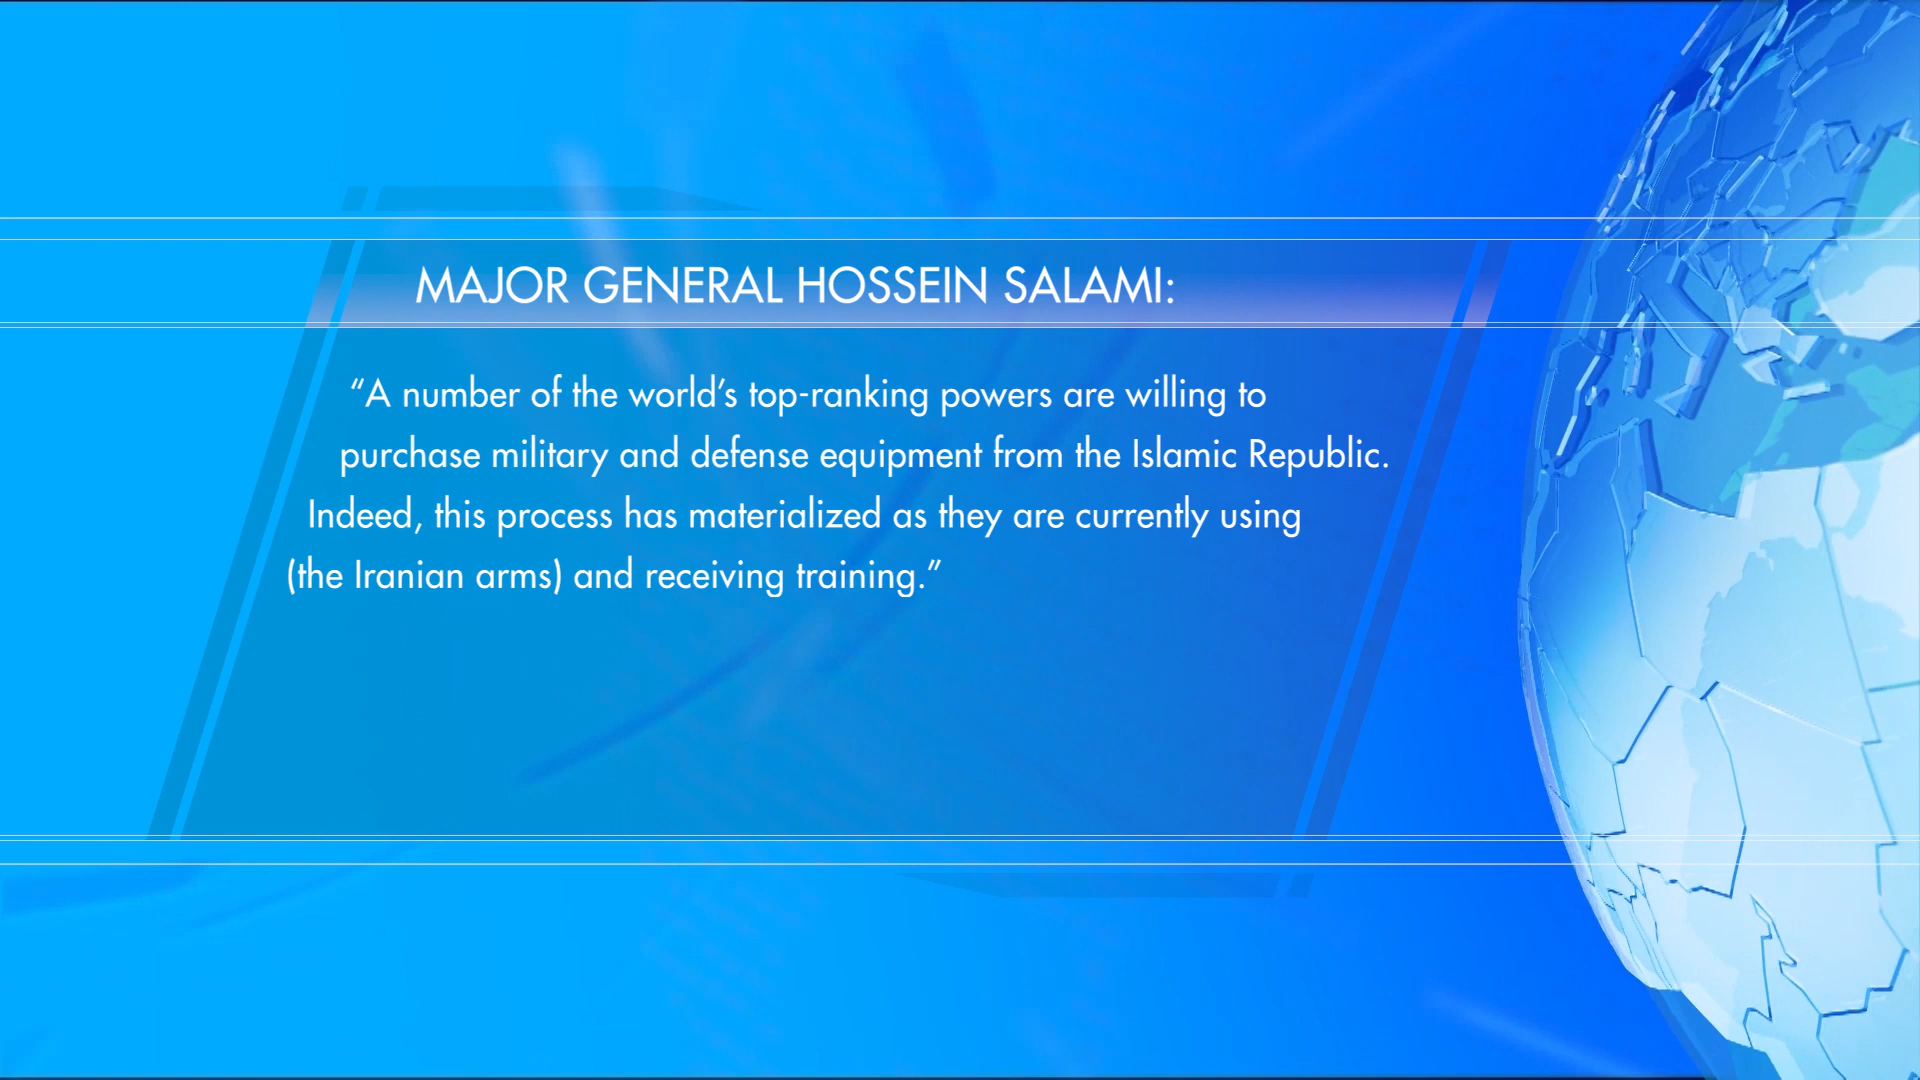 MAJOR GENERAL HOSSEIN SALAMI:
“A number of the world’s top-ranking powers are willing to
purchase military and defense equipment from the Islamic Republic.
Indeed, this process has materialized as they are currently using
(the Iranian arms) and receiving training.”